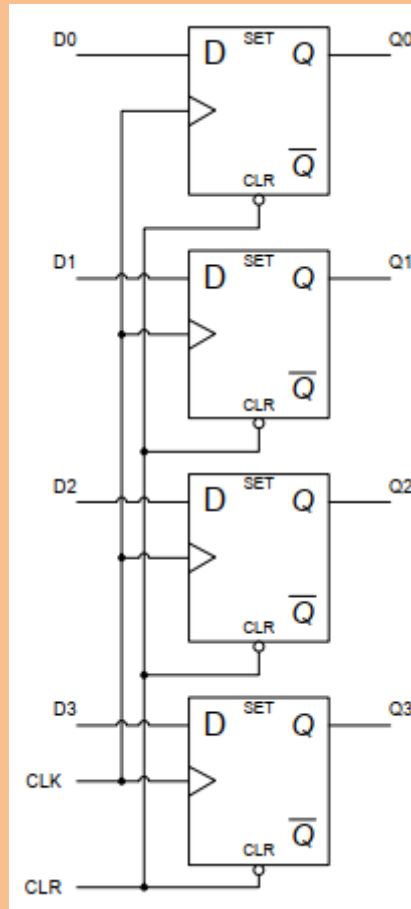 D0 D SET Q Q0
Q̅
CLR
D1 D SET Q Q1
Q̅
CLR
D2 D SET Q Q2
Q̅
CLR
D3 D SET Q Q3
CLK
Q̅
CLR
CLR